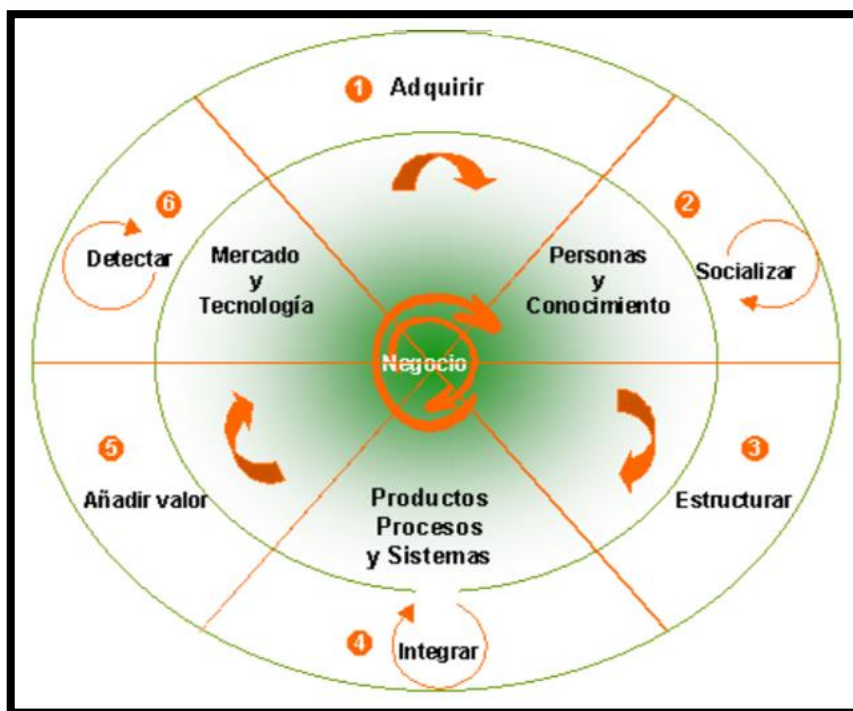 1 Adquirir
2
Socializar
3
Estructurar
4 Integrar
5
Añadir valor
6
Detectar
Mercado
y
Tecnología
Personas
y
Conocimiento
Negocio
Productos
Procesos
y Sistemas